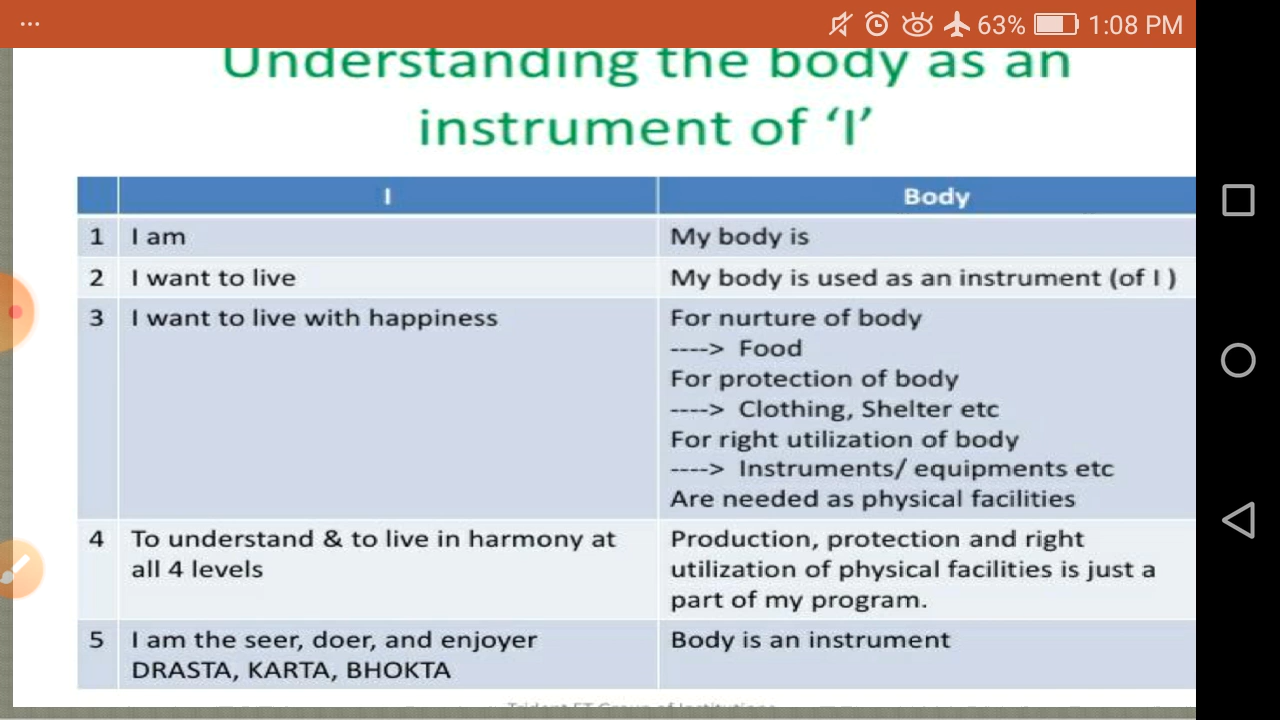 ... 63% 1:08 PM
Understanding the body as an
instrument of ‘I’
I Body
1 I am My body is
2 I want to live My body is used as an instrument (of I )
3 I want to live with happiness For nurture of body
----> Food
For protection of body
----> Clothing, Shelter etc
For right utilization of body
----> Instruments/ equipments etc
Are needed as physical facilities
4 To understand & to live in harmony at Production, protection and right
all 4 levels utilization of physical facilities is just a
part of my program.
5 I am the seer, doer, and enjoyer Body is an instrument
DRASTA, KARTA, BHOKTA